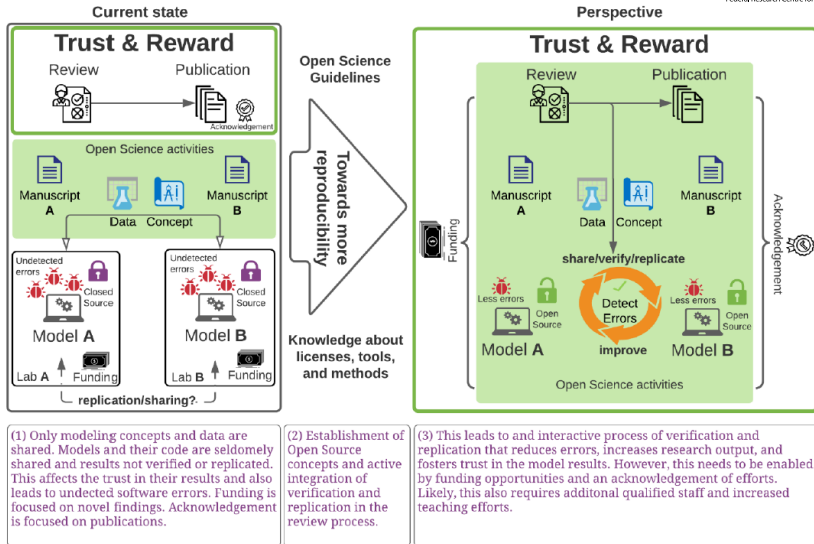 Current state
Trust & Reward
Review
Publication
Acknowledgement
Open Science activities
Manuscript
A
Data
Concept
Manuscript
B
Undetected
errors
Closed
Source
Model A
Lab A
Funding
Undetected
errors
Closed
Source
Model B
Lab B
Funding
replication/sharing?
Open Science
Guidelines
Towards more
reproducibility
Knowledge about
licenses, tools,
and methods
Perspective
Trust & Reward
Review
Publication
Funding
Manuscript
A
Data
Concept
Manuscript
B
Acknowledgement
share/verify/replicate
Less errors
Open
Source
Model A
Detect
Errors
improve
Less errors
Open
Source
Model B
Open Science activities
(1) Only modeling concepts and data are
shared. Models and their code are seldomely
shared and results not verified or replicated.
This affects the trust in their results and also
leads to undected software errors. Funding is
focused on novel findings. Acknowledgement
is focused on publications.
(2) Establishment of
Open Source
concepts and active
integration of
verification and
replication in the
review process.
(3) This leads to and interactive process of verification and
replication that reduces errors, increases research output, and
fosters trust in the model results. However, this needs to be enabled
by funding opportunities and an acknowledgement of efforts.
Likely, this also requires additonal qualified staff and increased
teaching efforts.